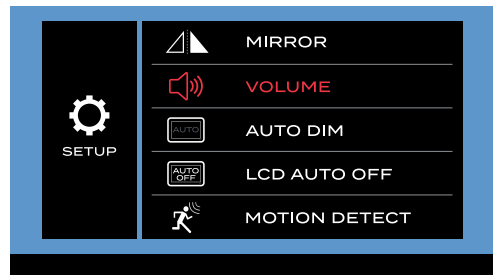 SETUP
MIRROR
VOLUME
AUTO
AUTO DIM
AUTO
OFF
LCD AUTO OFF
MOTION DETECT